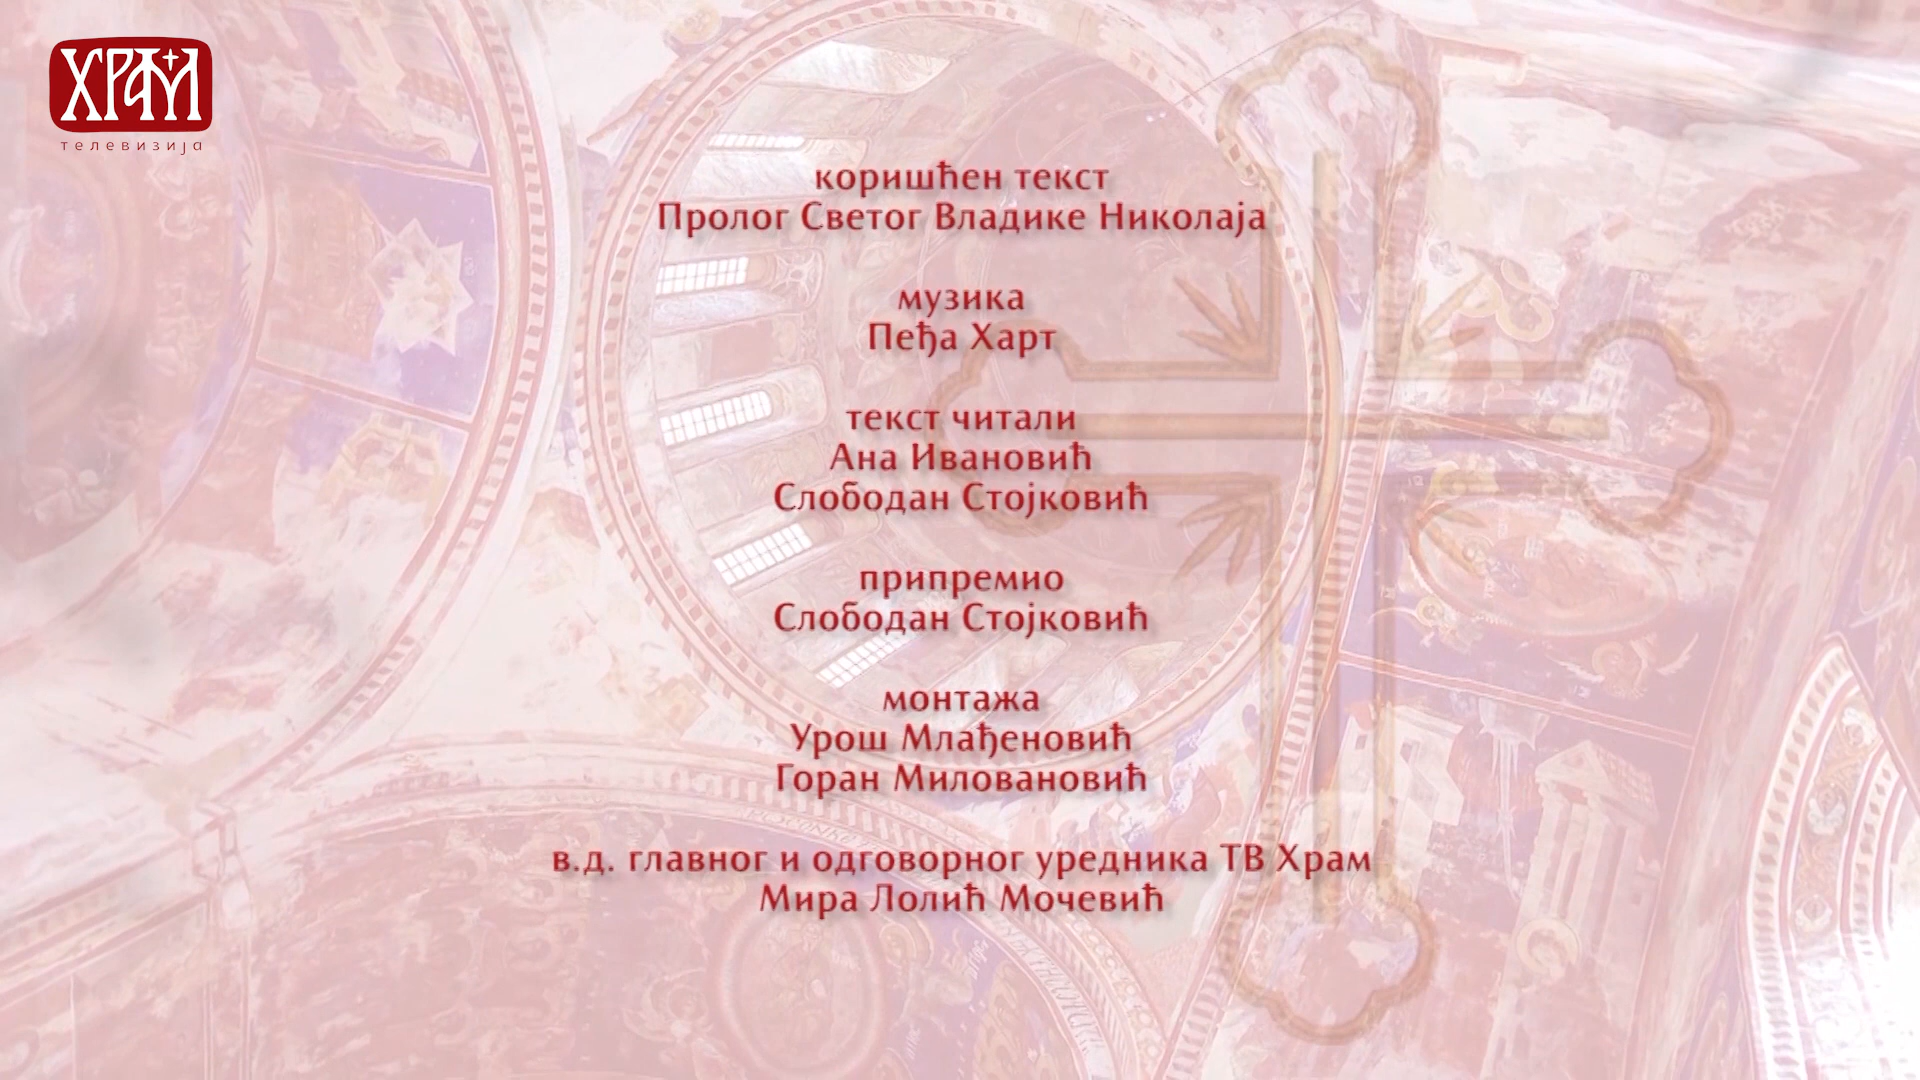 ХРАМ
телевизија
коришћен текст
Пролог Светог Владике Николаја
музика
Пеђа Харт
текст читали
Ана Ивановић
Слободан Стојковић
припремио
Слободан Стојковић
монтажа
Урош Млађеновић
Горан Миловановић
в.д. главног и одговорног уредника ТВ Храм
Мира Лолић Мочевић